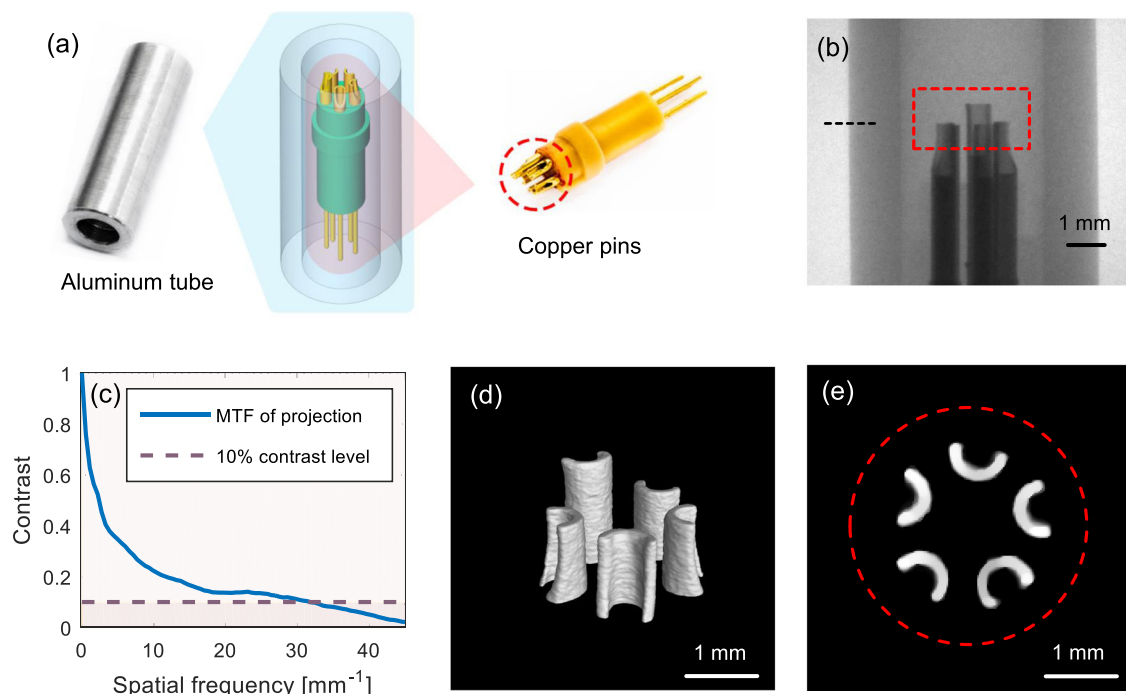 (a)
Aluminum tube
Copper pins
(b)
1 mm
(c)
MTF of projection
10% contrast level
Contrast
1
0.8
0.6
0.4
0.2
0
0
10
20
30
40
Spatial frequency [mm⁻¹]
(d)
1 mm
(e)
1 mm